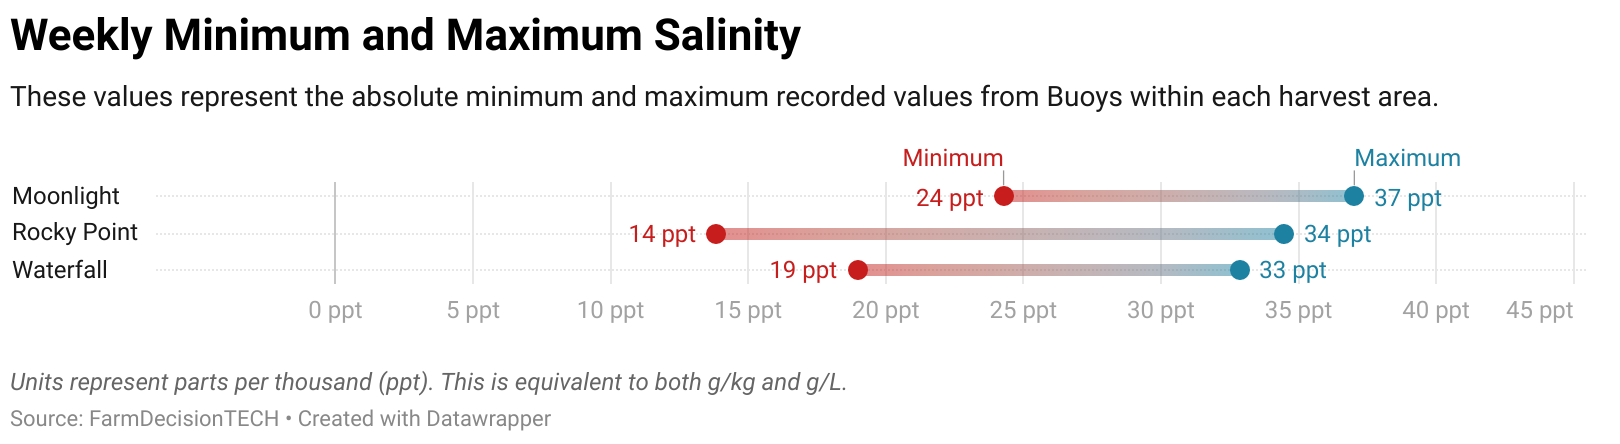 Weekly Minimum and Maximum Salinity
These values represent the absolute minimum and maximum recorded values from Buoys within each harvest area.
Minimum Maximum
Moonlight 24 ppt 37 ppt
Rocky Point 14 ppt 34 ppt
Waterfall 19 ppt 33 ppt
0 ppt 5 ppt 10 ppt 15 ppt 20 ppt 25 ppt 30 ppt 35 ppt 40 ppt 45 ppt
Units represent parts per thousand (ppt). This is equivalent to both g/kg and g/L.
Source: FarmDecisionTECH • Created with Datawrapper